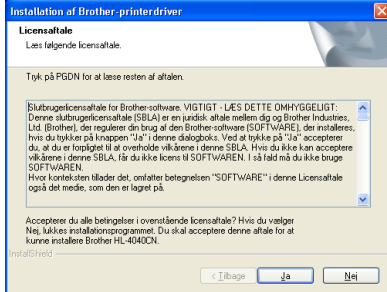 Installation af Brother-printerdriver
Licensaftale
Læs følgende licensaftale.
Tryk på PGDN for at læse resten af aftalen.
Slutbrugerlicensaftale for Brother-software. VIGTIGT - LÆS DETTE OMHYGGELIGT:
Denne slutbrugerlicensaftale (SBLA) er en juridisk aftale mellem dig og Brother Industries,
Ltd. (Brother), der regulerer din brug af den Brother-software (SOFTWARE), der installeres,
hvis du trykker på knappen "Ja" i denne dialogboks. Ved at trykke på "Ja" accepterer
du, at du er forpligtet til at overholde vilkårene i denne SBLA. Hvis du ikke kan acceptere
vilkårene i denne SBLA, får du ikke licens til SOFTWAREN. I så fald må du ikke bruge
SOFTWAREN.
Hvor konteksten tillader det, omfatter betegnelsen "SOFTWARE" i denne Licensaftale
også det medie, som den er lagret på.
Accepterer du alle betingelser i ovenstående licensaftale? Hvis du vælger
Nej, lukkes installationsprogrammet. Du skal acceptere denne aftale for at
kunne installere Brother HL-4040CN.
InstallShield
< Tilbage
Ja
Nej